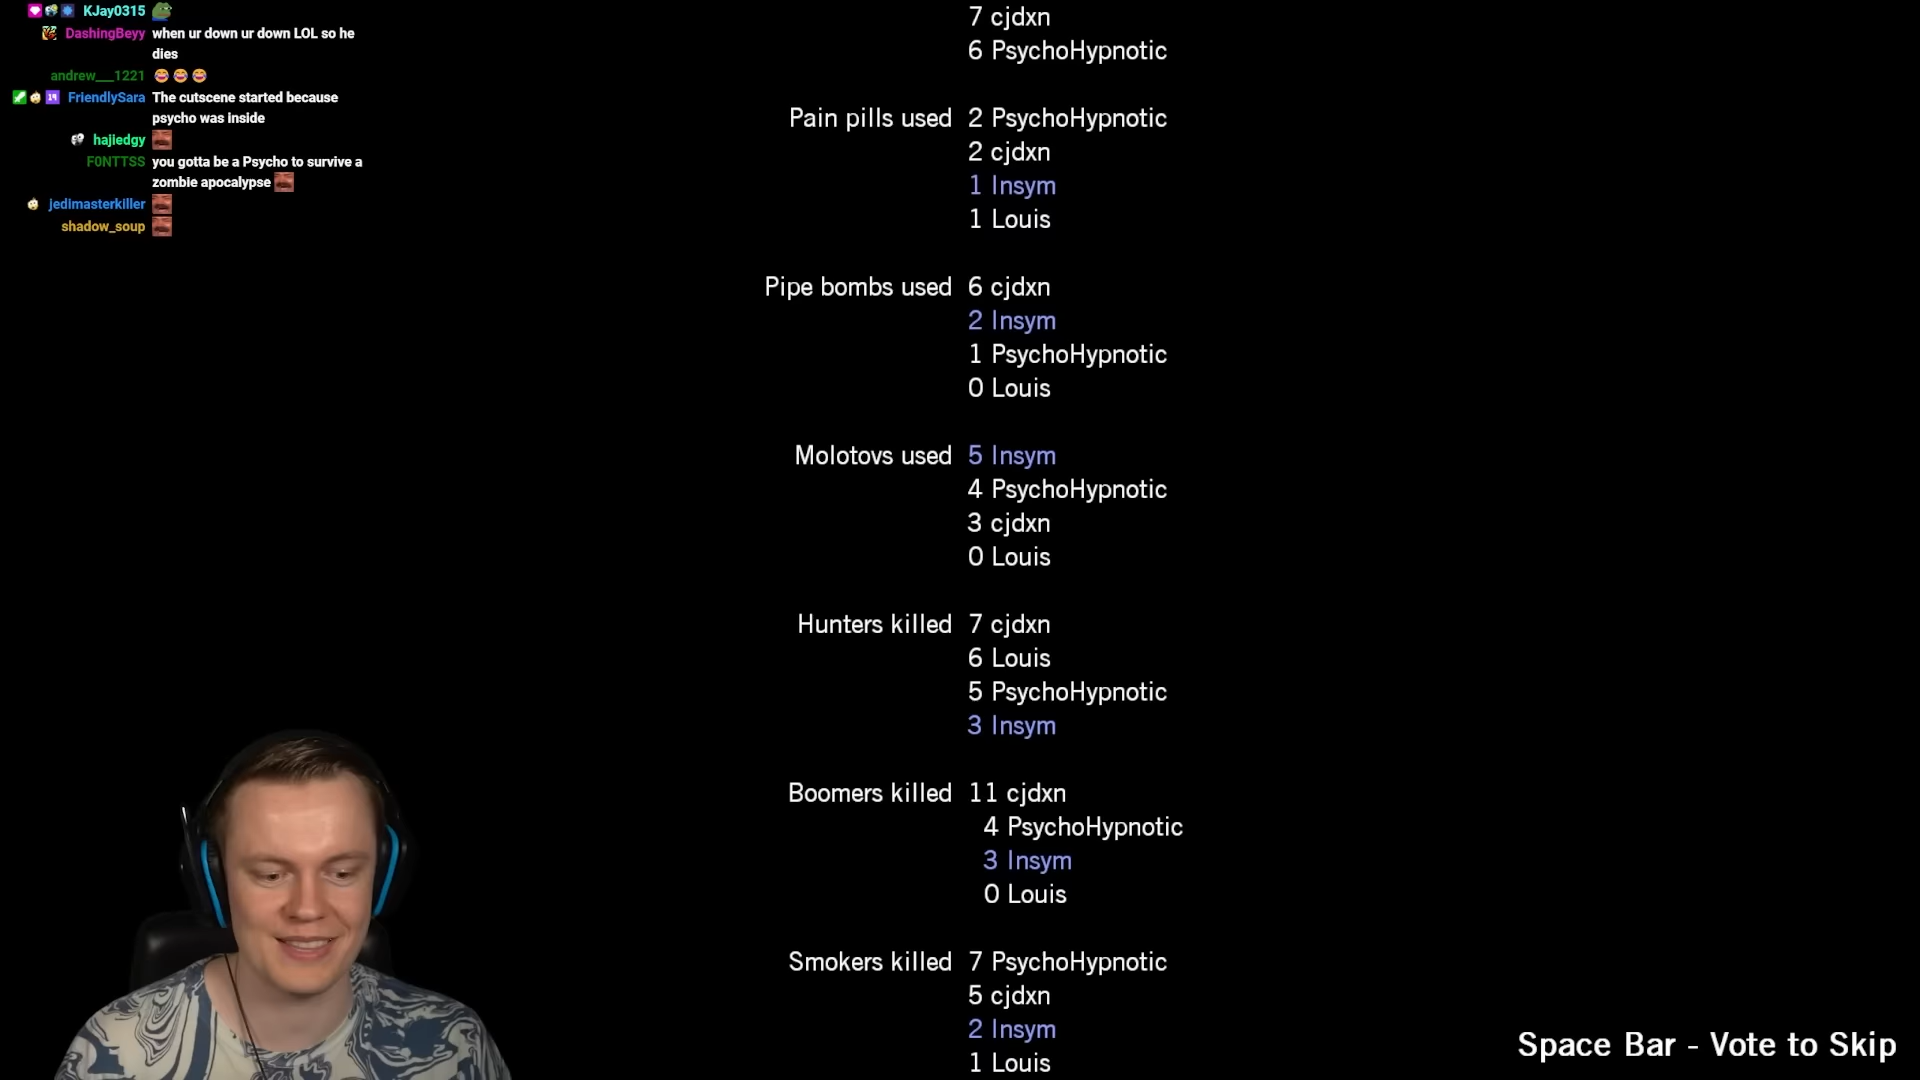 KJay0315
DashingBeyy when ur down ur down LOL so he
dies
andrew___1221
14 FriendlySara The cutscene started because
psycho was inside
hajiedgy
F0NTTSS you gotta be a Psycho to survive a
zombie apocalypse
jedimasterkiller
shadow_soup
7 cjdxn
6 PsychoHypnotic
Pain pills used 2 PsychoHypnotic
2 cjdxn
1 Insym
1 Louis
Pipe bombs used 6 cjdxn
2 Insym
1 PsychoHypnotic
0 Louis
Molotovs used 5 Insym
4 PsychoHypnotic
3 cjdxn
0 Louis
Hunters killed 7 cjdxn
6 Louis
5 PsychoHypnotic
3 Insym
Boomers killed 11 cjdxn
4 PsychoHypnotic
3 Insym
0 Louis
Smokers killed 7 PsychoHypnotic
5 cjdxn
2 Insym
1 Louis
Space Bar - Vote to Skip